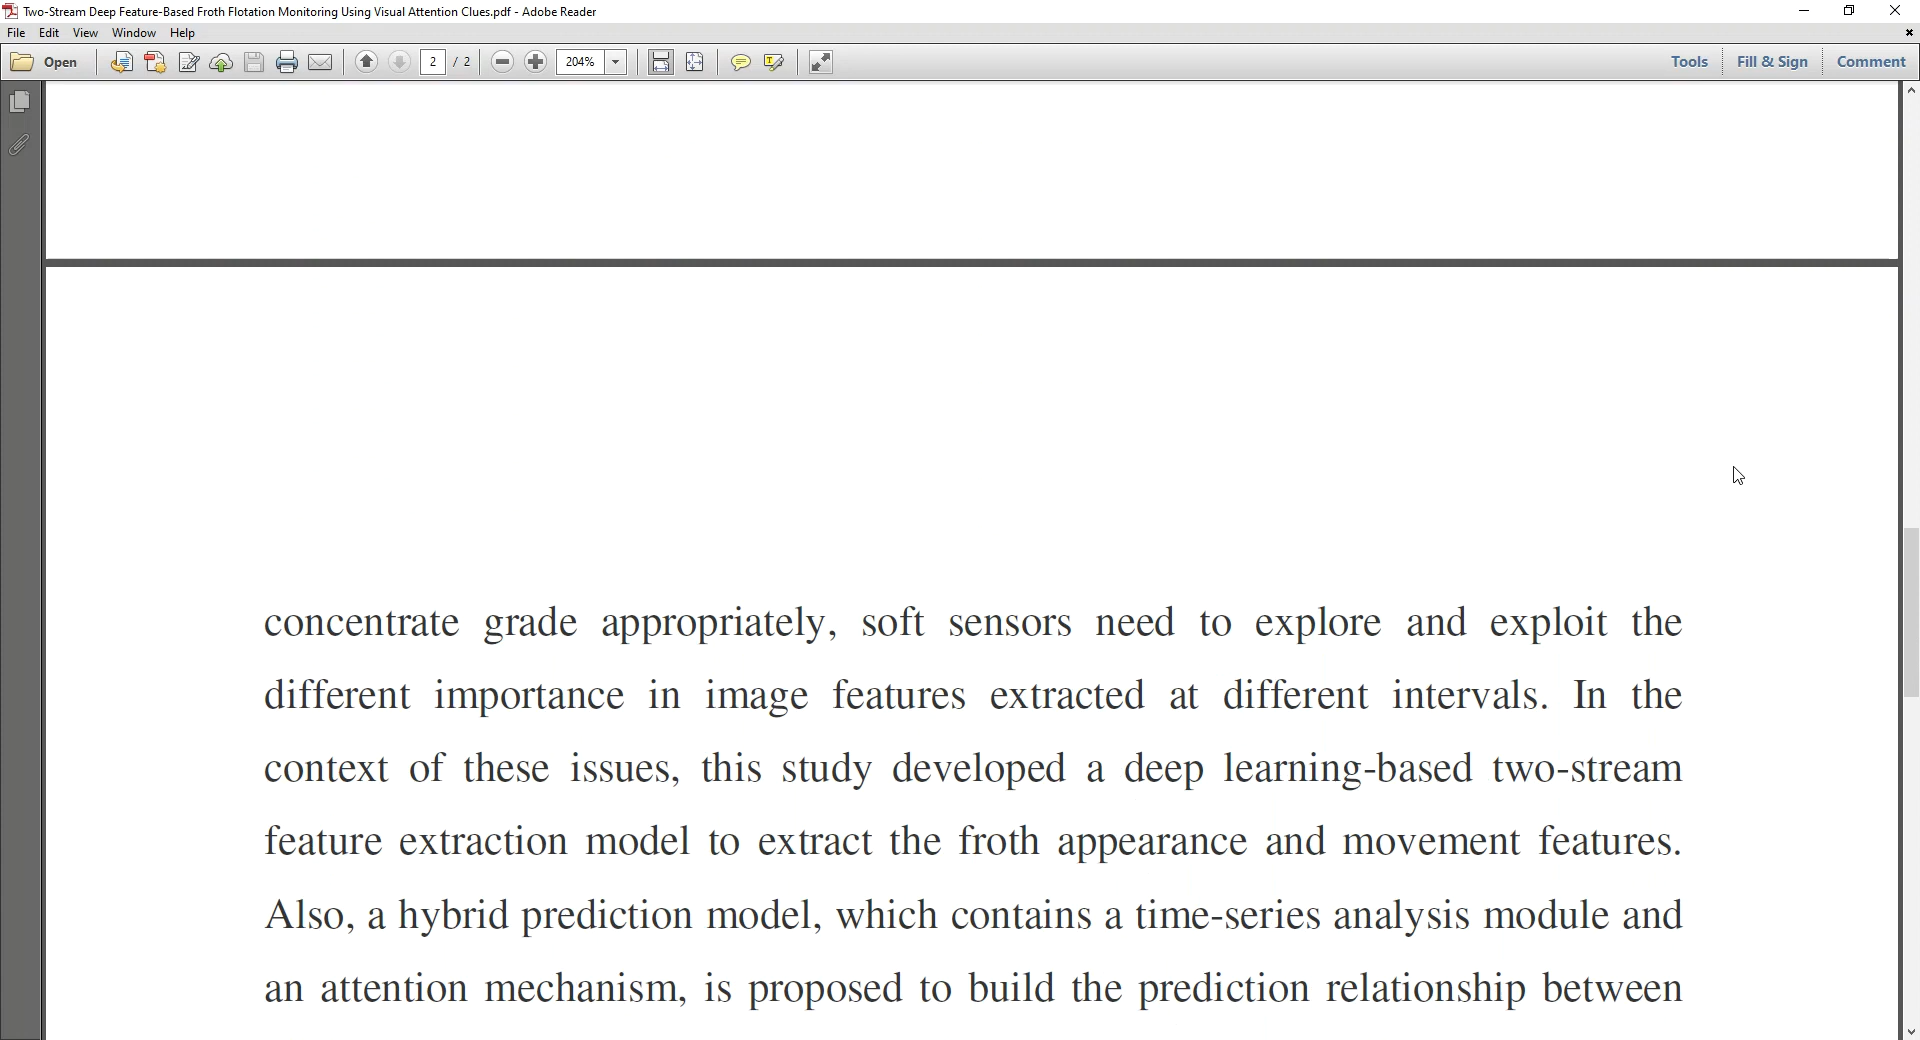 Two-Stream Deep Feature-Based Froth Flotation Monitoring Using Visual Attention Clues.pdf - Adobe Reader
File Edit View Window Help
Open 2 / 2 204% Tools Fill & Sign Comment
concentrate grade appropriately, soft sensors need to explore and exploit the
different importance in image features extracted at different intervals. In the
context of these issues, this study developed a deep learning-based two-stream
feature extraction model to extract the froth appearance and movement features.
Also, a hybrid prediction model, which contains a time-series analysis module and
an attention mechanism, is proposed to build the prediction relationship between